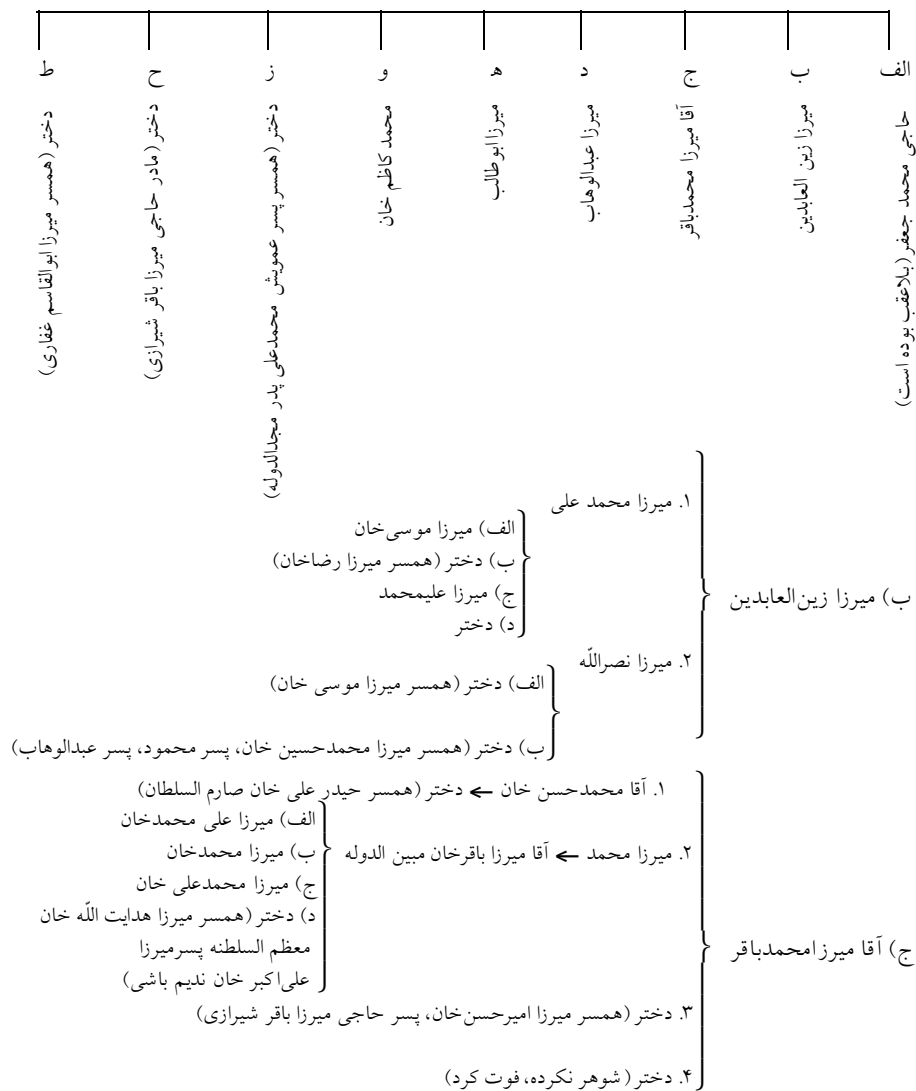 الف
ب
ج
د
ه
و
ز
ح
ط
حاجی محمد جعفر (بلاعقب بوده است)
میرزا زین العابدین
آقا میرزا محمدباقر
میرزا عبدالوهاب
میرزا ابوطالب
محمد کاظم خان
دختر (همسر پسر عمویش محمدعلی پدر مجدالدوله)
دختر (مادر حاجی میرزا باقر شیرازی)
دختر (همسر میرزا ابوالقاسم غفاری)
ب) میرزا زین‌العابدین
۱. میرزا محمد علی
الف) میرزا موسی‌خان
ب) دختر (همسر میرزا رضاخان)
ج) میرزا علیمحمد
د) دختر
۲. میرزا نصراللّه
الف) دختر (همسر میرزا موسی خان)
ب) دختر (همسر میرزا محمدحسین خان، پسر محمود، پسر عبدالوهاب)
ج) آقا میرزامحمدباقر
۱. آقا محمدحسن خان ← دختر (همسر حیدر علی خان صارم السلطان)
۲. میرزا محمد ← آقا میرزا باقرخان مبین الدوله
الف) میرزا علی محمدخان
ب) میرزا محمدخان
ج) میرزا محمدعلی خان
د) دختر (همسر میرزا هدایت اللّه خان
معظم السلطنه پسرمیرزا
علی‌اکبر خان ندیم باشی)
۳. دختر (همسر میرزا امیرحسن‌خان، پسر حاجی میرزا باقر شیرازی)
۴. دختر (شوهر نکرده، فوت کرد)